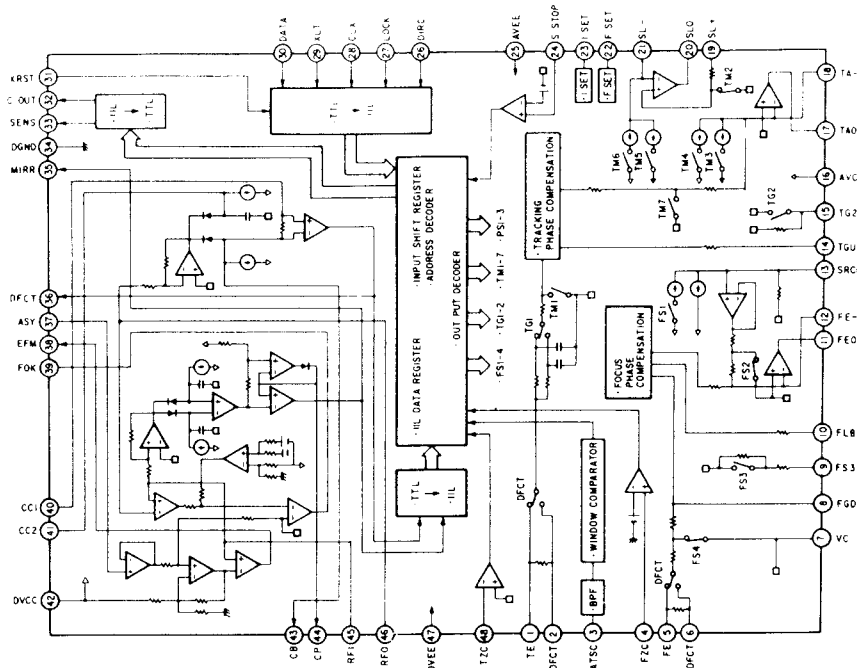 DATA
XLT
CLK
LOCK
DIRC
AVEE
S STOP
I SET
F SET
SL-
SLO
SL+
30
29
28
27
26
25
24
23
22
21
20
19
XRST 31
C OUT 32
SENS 33
DGND 34
MIRR 35
DFCT 36
ASY 37
EFM 38
FOK 39
CC1 40
CC2 41
DVCC 42
IIL
TTL
TTL
IIL
·I SET
·F SET
TM2
TM6
TM5
TM4
TM3
TM7
TG2
·TRACKING
PHASE COMPENSATION
·IIL DATA REGISTER
·INPUT SHIFT REGISTER
·ADDRESS DECODER
·OUT PUT DECODER
·PS1-3
·TM1-7
·TG1-2
·FS1-4
TG1
TM1
FS1
FS2
·FOCUS
PHASE COMPENSATION
FS3
FS4
·TTL
·IIL
DFCT
·WINDOW COMPARATOR
·BPF
DFCT
18 TA-
17 TAO
16 AVC
15 TG2
14 TGU
13 SRC
12 FE-
11 FEO
10 FLB
9 FS3
8 FGD
7 VC
43
44
45
46
47
48
1
2
3
4
5
6
CB
CP
RFI
RFO
DVEE
TZC
TE
DFCT
ATSC
FZC
FE
DFCT